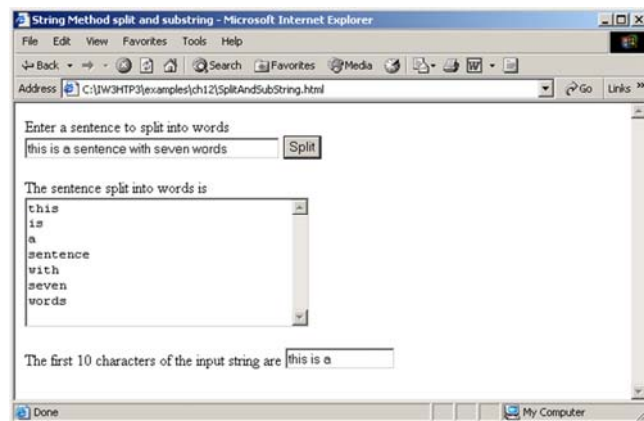 String Method split and substring - Microsoft Internet Explorer
File Edit View Favorites Tools Help
Back Search Favorites Media
Address C:\IW3HTP3\examples\ch12\SplitAndSubString.html Go Links »
Enter a sentence to split into words
this is a sentence with seven words Split
The sentence split into words is
this
is
a
sentence
with
seven
words
The first 10 characters of the input string are this is a
Done My Computer